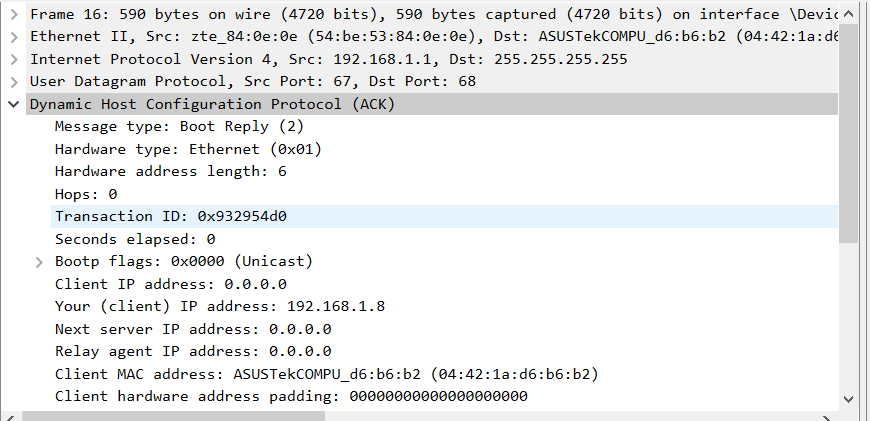 Frame 16: 590 bytes on wire (4720 bits), 590 bytes captured (4720 bits) on interface \Devic
Ethernet II, Src: zte_84:0e:0e (54:be:53:84:0e:0e), Dst: ASUSTekCOMPU_d6:b6:b2 (04:42:1a:d6
Internet Protocol Version 4, Src: 192.168.1.1, Dst: 255.255.255.255
User Datagram Protocol, Src Port: 67, Dst Port: 68
Dynamic Host Configuration Protocol (ACK)
Message type: Boot Reply (2)
Hardware type: Ethernet (0x01)
Hardware address length: 6
Hops: 0
Transaction ID: 0x932954d0
Seconds elapsed: 0
Bootp flags: 0x0000 (Unicast)
Client IP address: 0.0.0.0
Your (client) IP address: 192.168.1.8
Next server IP address: 0.0.0.0
Relay agent IP address: 0.0.0.0
Client MAC address: ASUSTekCOMPU_d6:b6:b2 (04:42:1a:d6:b6:b2)
Client hardware address padding: 00000000000000000000